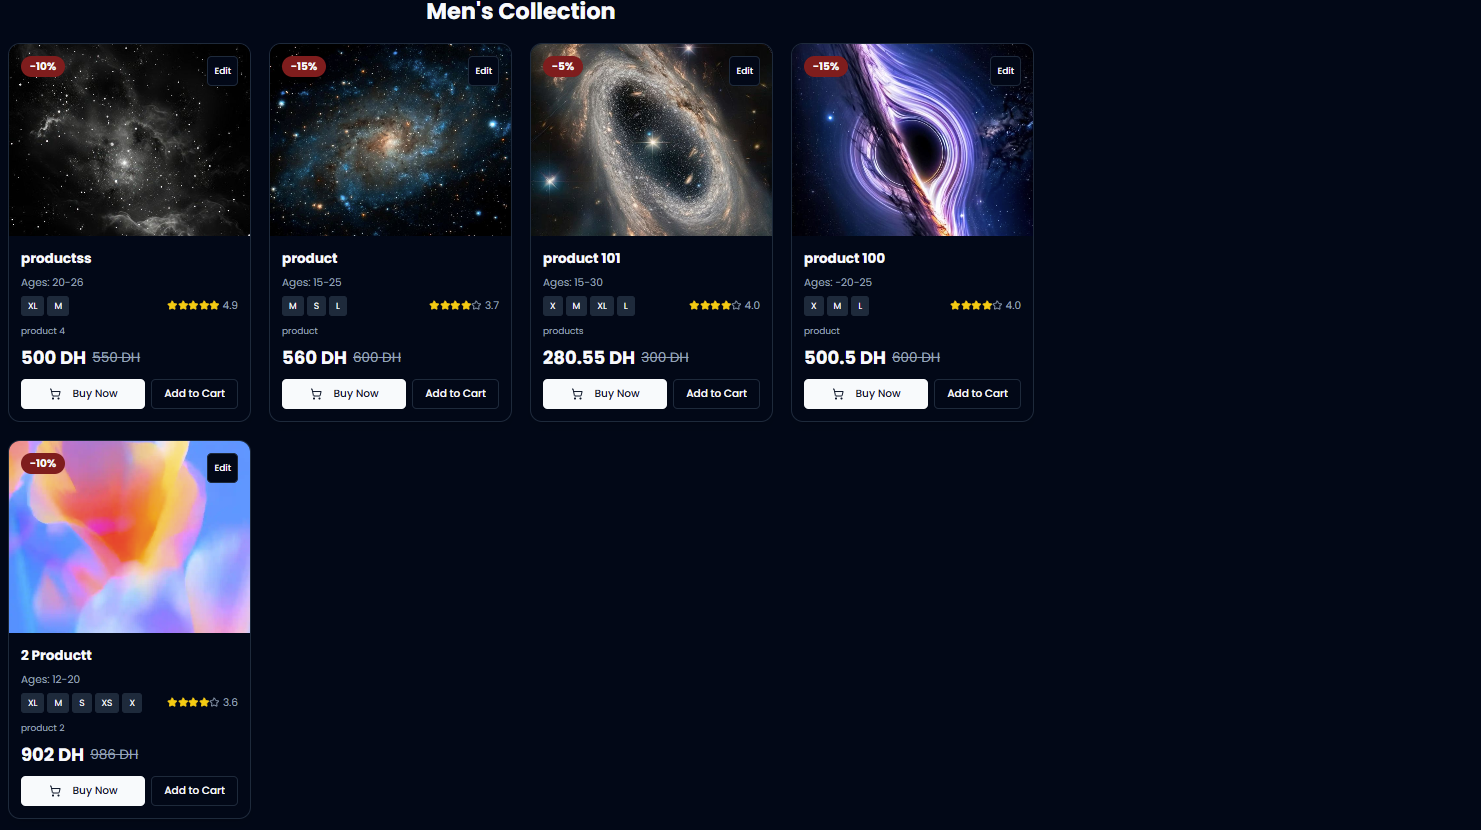 Men's Collection
-10%
Edit
productss
Ages: 20-26
XL M 4.9
product 4
500 DH 550 DH
Buy Now Add to Cart
-15%
Edit
product
Ages: 15-25
M S L 3.7
product
560 DH 600 DH
Buy Now Add to Cart
-5%
Edit
product 101
Ages: 15-30
X M XL L 4.0
products
280.55 DH 300 DH
Buy Now Add to Cart
-15%
Edit
product 100
Ages: -20-25
X M L 4.0
product
500.5 DH 600 DH
Buy Now Add to Cart
-10%
Edit
2 Productt
Ages: 12-20
XL M S XS X 3.6
product 2
902 DH 986 DH
Buy Now Add to Cart